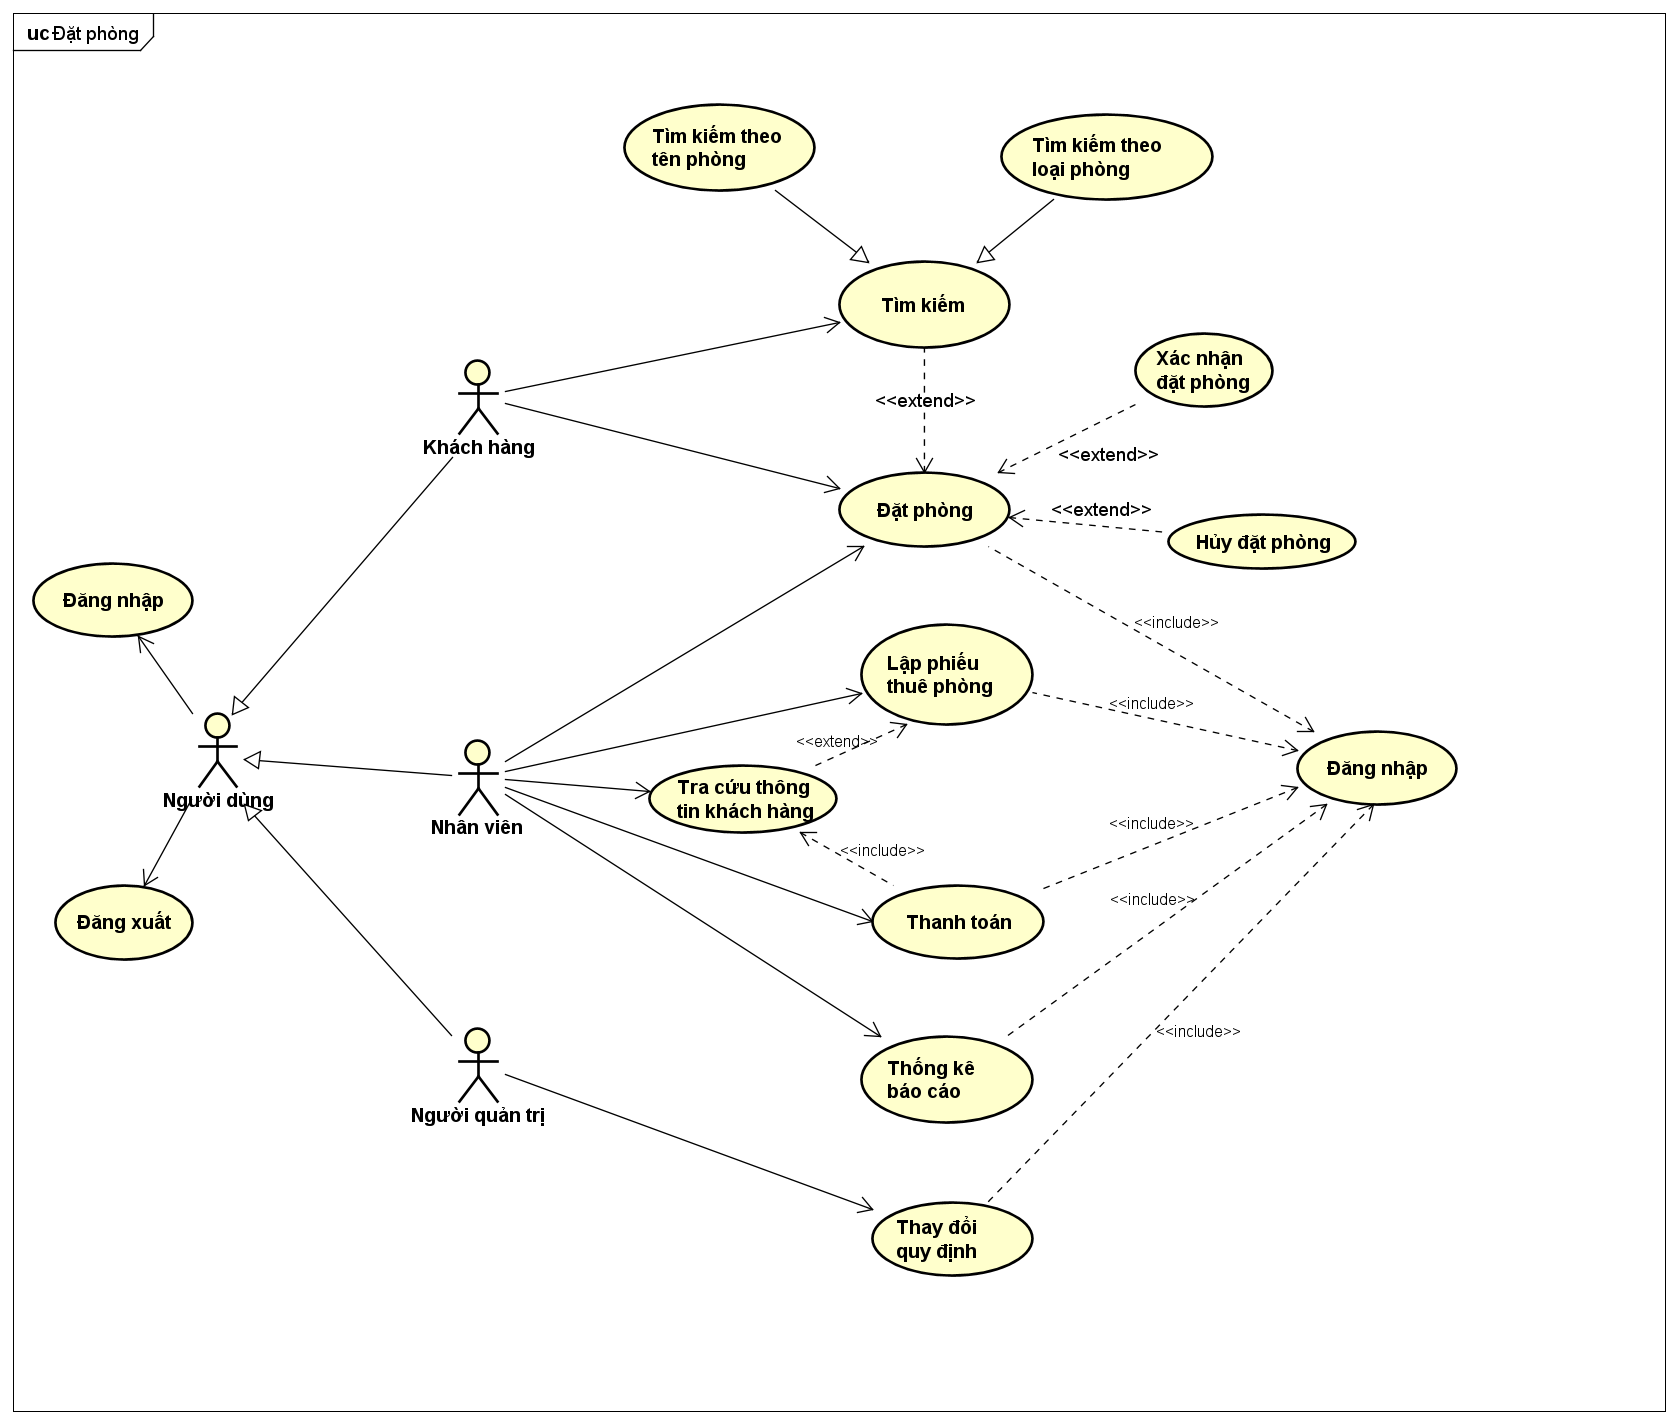 uc Đặt phòng
Tìm kiếm theo
tên phòng
Tìm kiếm theo
loại phòng
Tìm kiếm
Xác nhận
đặt phòng
<<extend>>
Khách hàng
<<extend>>
Đặt phòng
<<extend>>
Hủy đặt phòng
Đăng nhập
<<include>>
Lập phiếu
thuê phòng
<<include>>
<<extend>>
Đăng nhập
Người dùng
Tra cứu thông
tin khách hàng
Nhân viên
<<include>>
<<include>>
Đăng xuất
Thanh toán
<<include>>
<<include>>
Thống kê
báo cáo
Người quản trị
Thay đổi
quy định